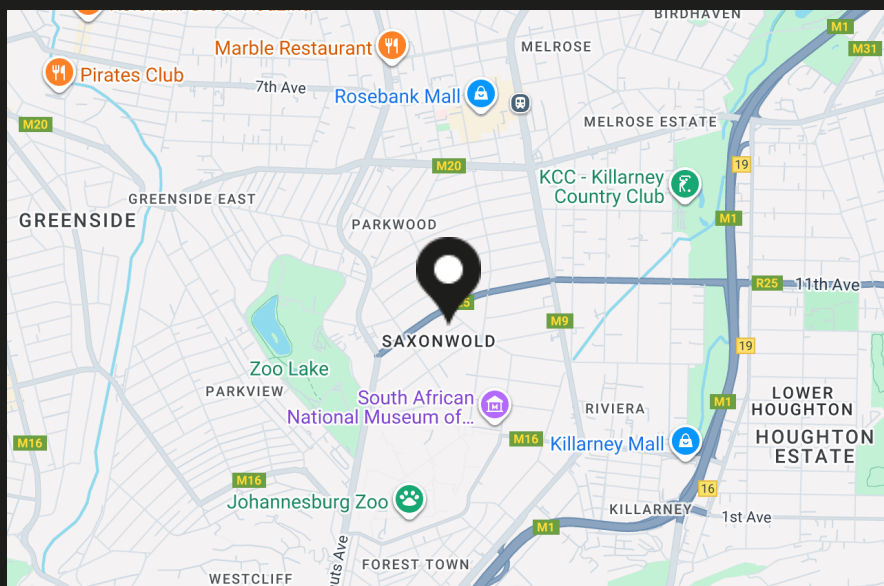 BIRDHAVEN
M1
Marble Restaurant
MELROSE
M31
Pirates Club
7th Ave
Rosebank Mall
M20
MELROSE ESTATE
M20
19
KCC - Killarney
Country Club
GREENSIDE EAST
GREENSIDE
PARKWOOD
M1
R25
11th Ave
M9
SAXONWOLD
19
Zoo Lake
PARKVIEW
South African
National Museum of...
M1
LOWER
HOUGHTON
RIVIERA
M16
M16
Killarney Mall
HOUGHTON
ESTATE
M16
16
Johannesburg Zoo
KILLARNEY
1st Ave
M1
FOREST TOWN
WESTCLIFF